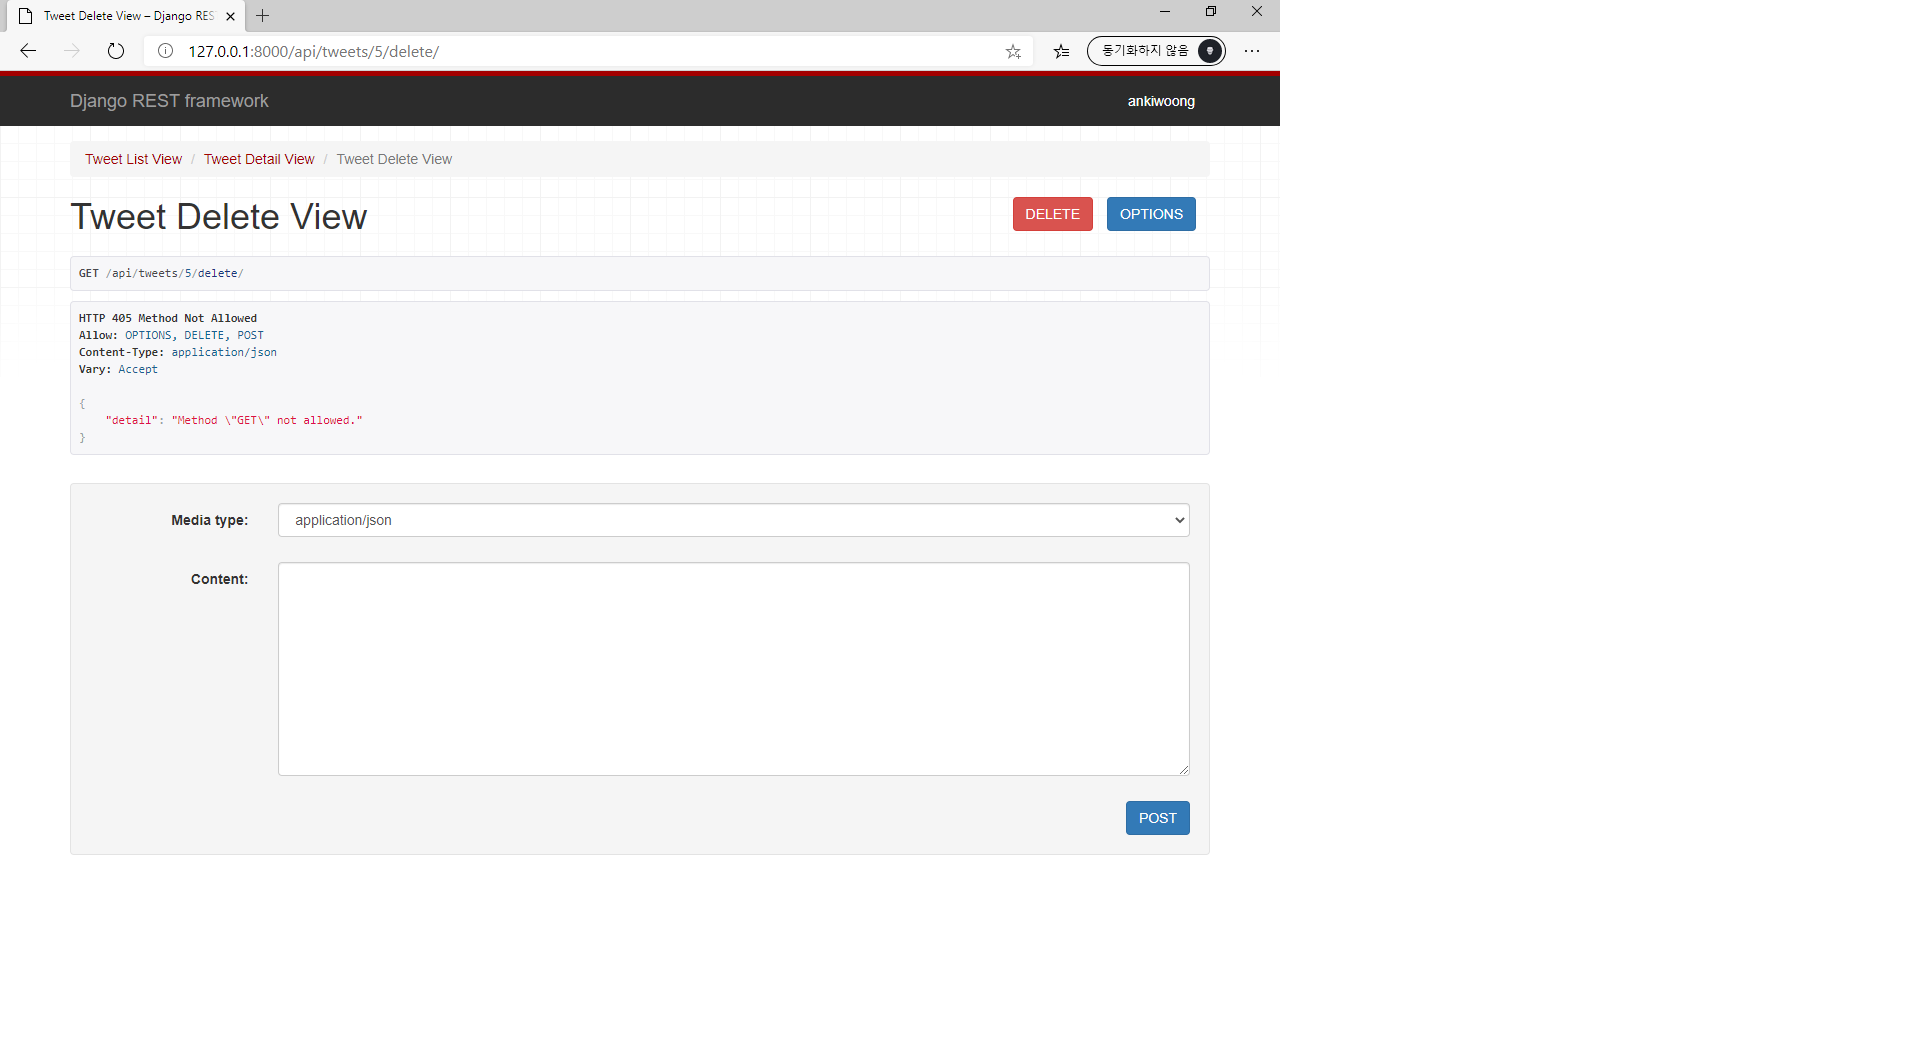 Tweet Delete View – Django RES
127.0.0.1:8000/api/tweets/5/delete/
동기화하지 않음
Django REST framework
ankiwoong
Tweet List View / Tweet Detail View / Tweet Delete View
Tweet Delete View
DELETE
OPTIONS
GET /api/tweets/5/delete/
HTTP 405 Method Not Allowed
Allow: OPTIONS, DELETE, POST
Content-Type: application/json
Vary: Accept
{
"detail": "Method \"GET\" not allowed."
}
Media type:
application/json
Content:
POST